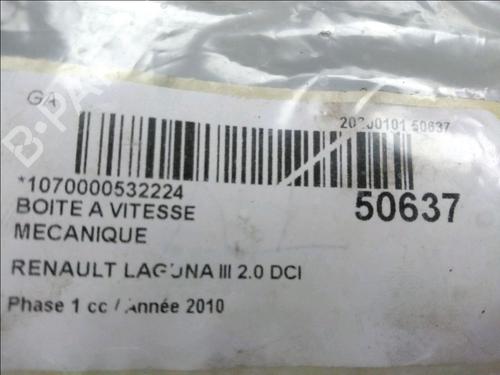 GA
20200101 50637
*1070000532224
50637
BOITE A VITESSE
MECANIQUE
RENAULT LAGUNA III 2.0 DCI
Phase 1 cc / Année 2010